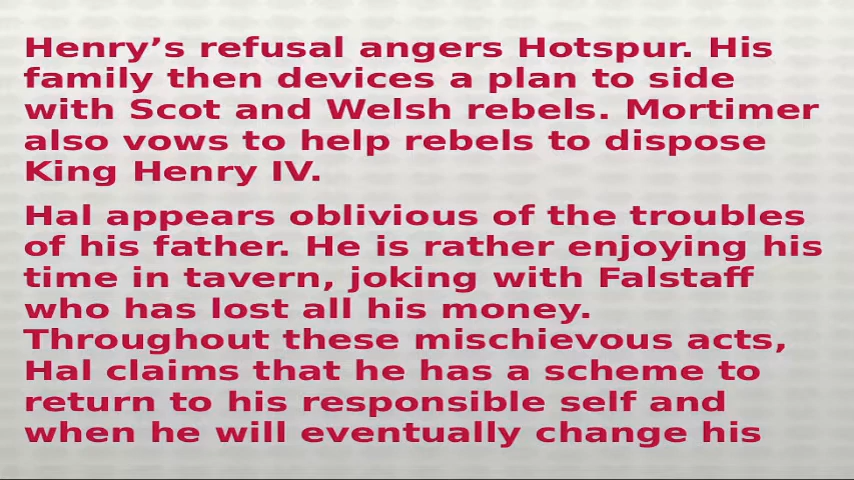 Henry’s refusal angers Hotspur. His
family then devices a plan to side
with Scot and Welsh rebels. Mortimer
also vows to help rebels to dispose
King Henry IV.
Hal appears oblivious of the troubles
of his father. He is rather enjoying his
time in tavern, joking with Falstaff
who has lost all his money.
Throughout these mischievous acts,
Hal claims that he has a scheme to
return to his responsible self and
when he will eventually change his